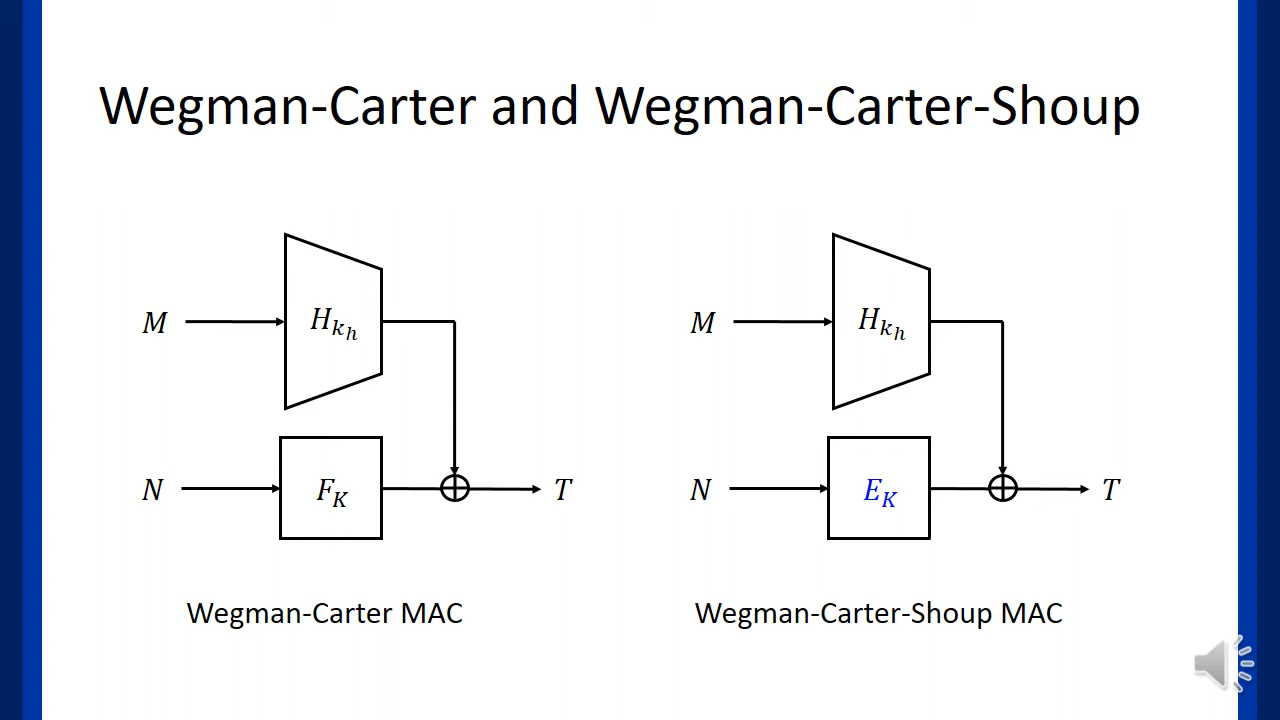 Wegman-Carter and Wegman-Carter-Shoup
M
H_{k_h}
N
F_K
T
Wegman-Carter MAC
M
H_{k_h}
N
E_K
T
Wegman-Carter-Shoup MAC